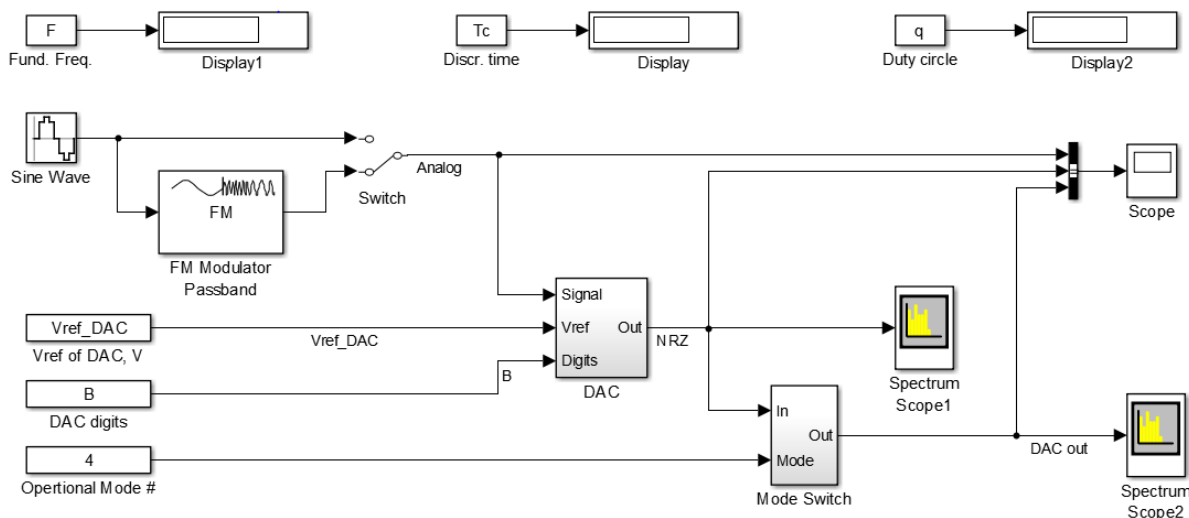 F
Fund. Freq.
Display1
Tc
Discr. time
Display
q
Duty circle
Display2
Sine Wave
FM
FM Modulator
Passband
Switch
Analog
Scope
Vref_DAC
Vref of DAC, V
Vref_DAC
B
DAC digits
B
4
Opertional Mode #
Signal
Vref
Digits
Out
DAC
NRZ
Spectrum
Scope1
In
Mode
Out
Mode Switch
DAC out
Spectrum
Scope2